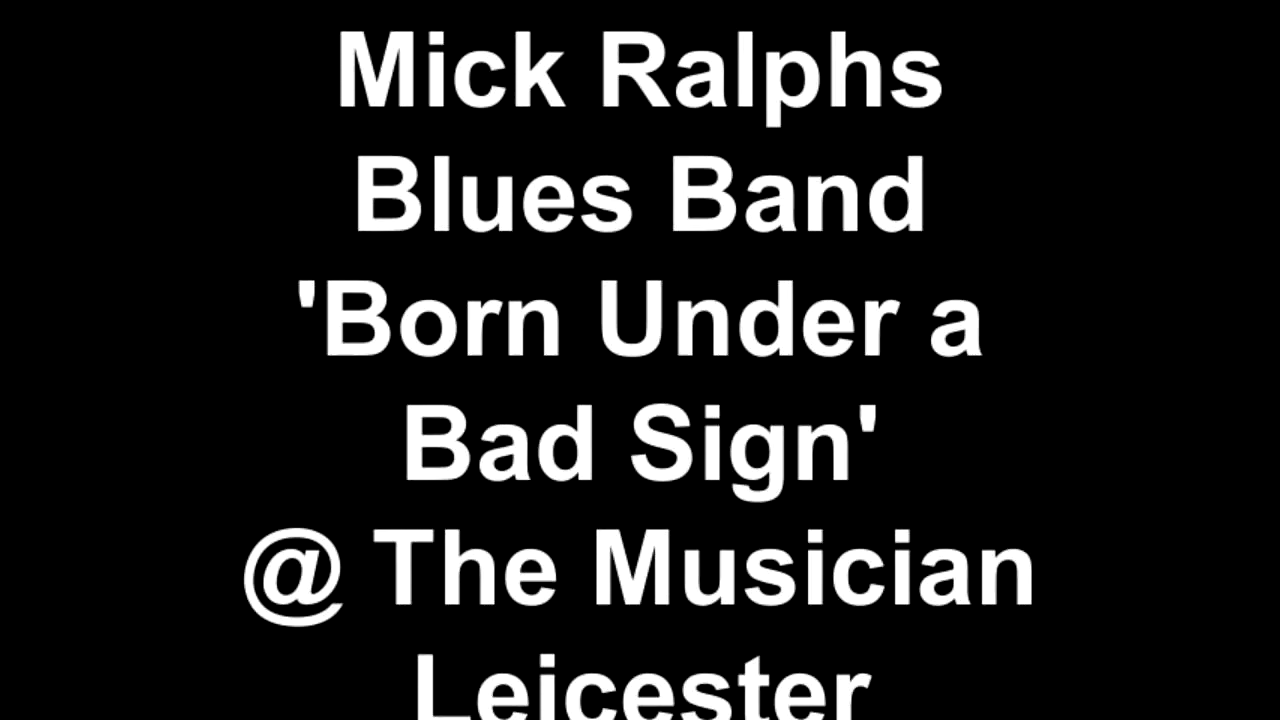 Mick Ralphs
Blues Band
'Born Under a
Bad Sign'
@ The Musician
Leicester